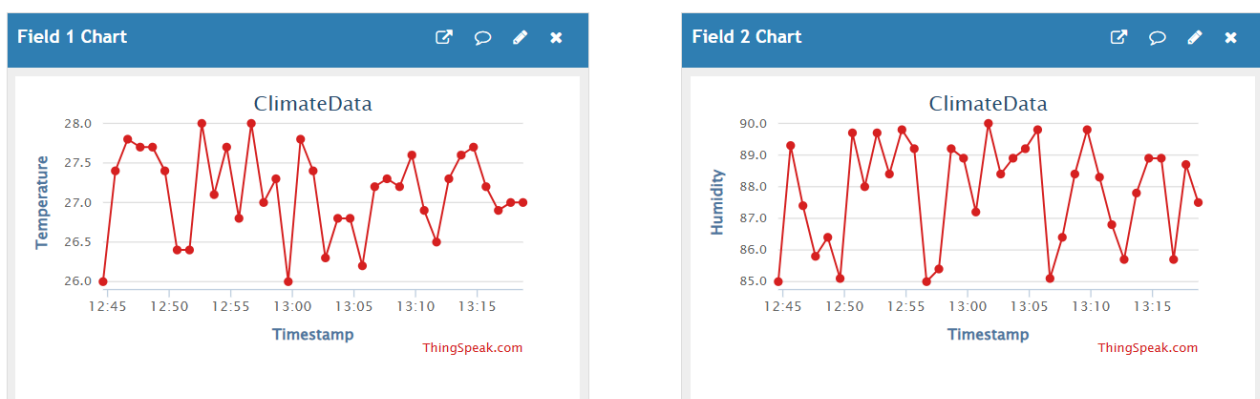 Field 1 Chart
ClimateData
28.0
27.5
27.0
26.5
26.0
Temperature
12:45 12:50 12:55 13:00 13:05 13:10 13:15
Timestamp
ThingSpeak.com
Field 2 Chart
ClimateData
90.0
89.0
88.0
87.0
86.0
85.0
Humidity
12:45 12:50 12:55 13:00 13:05 13:10 13:15
Timestamp
ThingSpeak.com